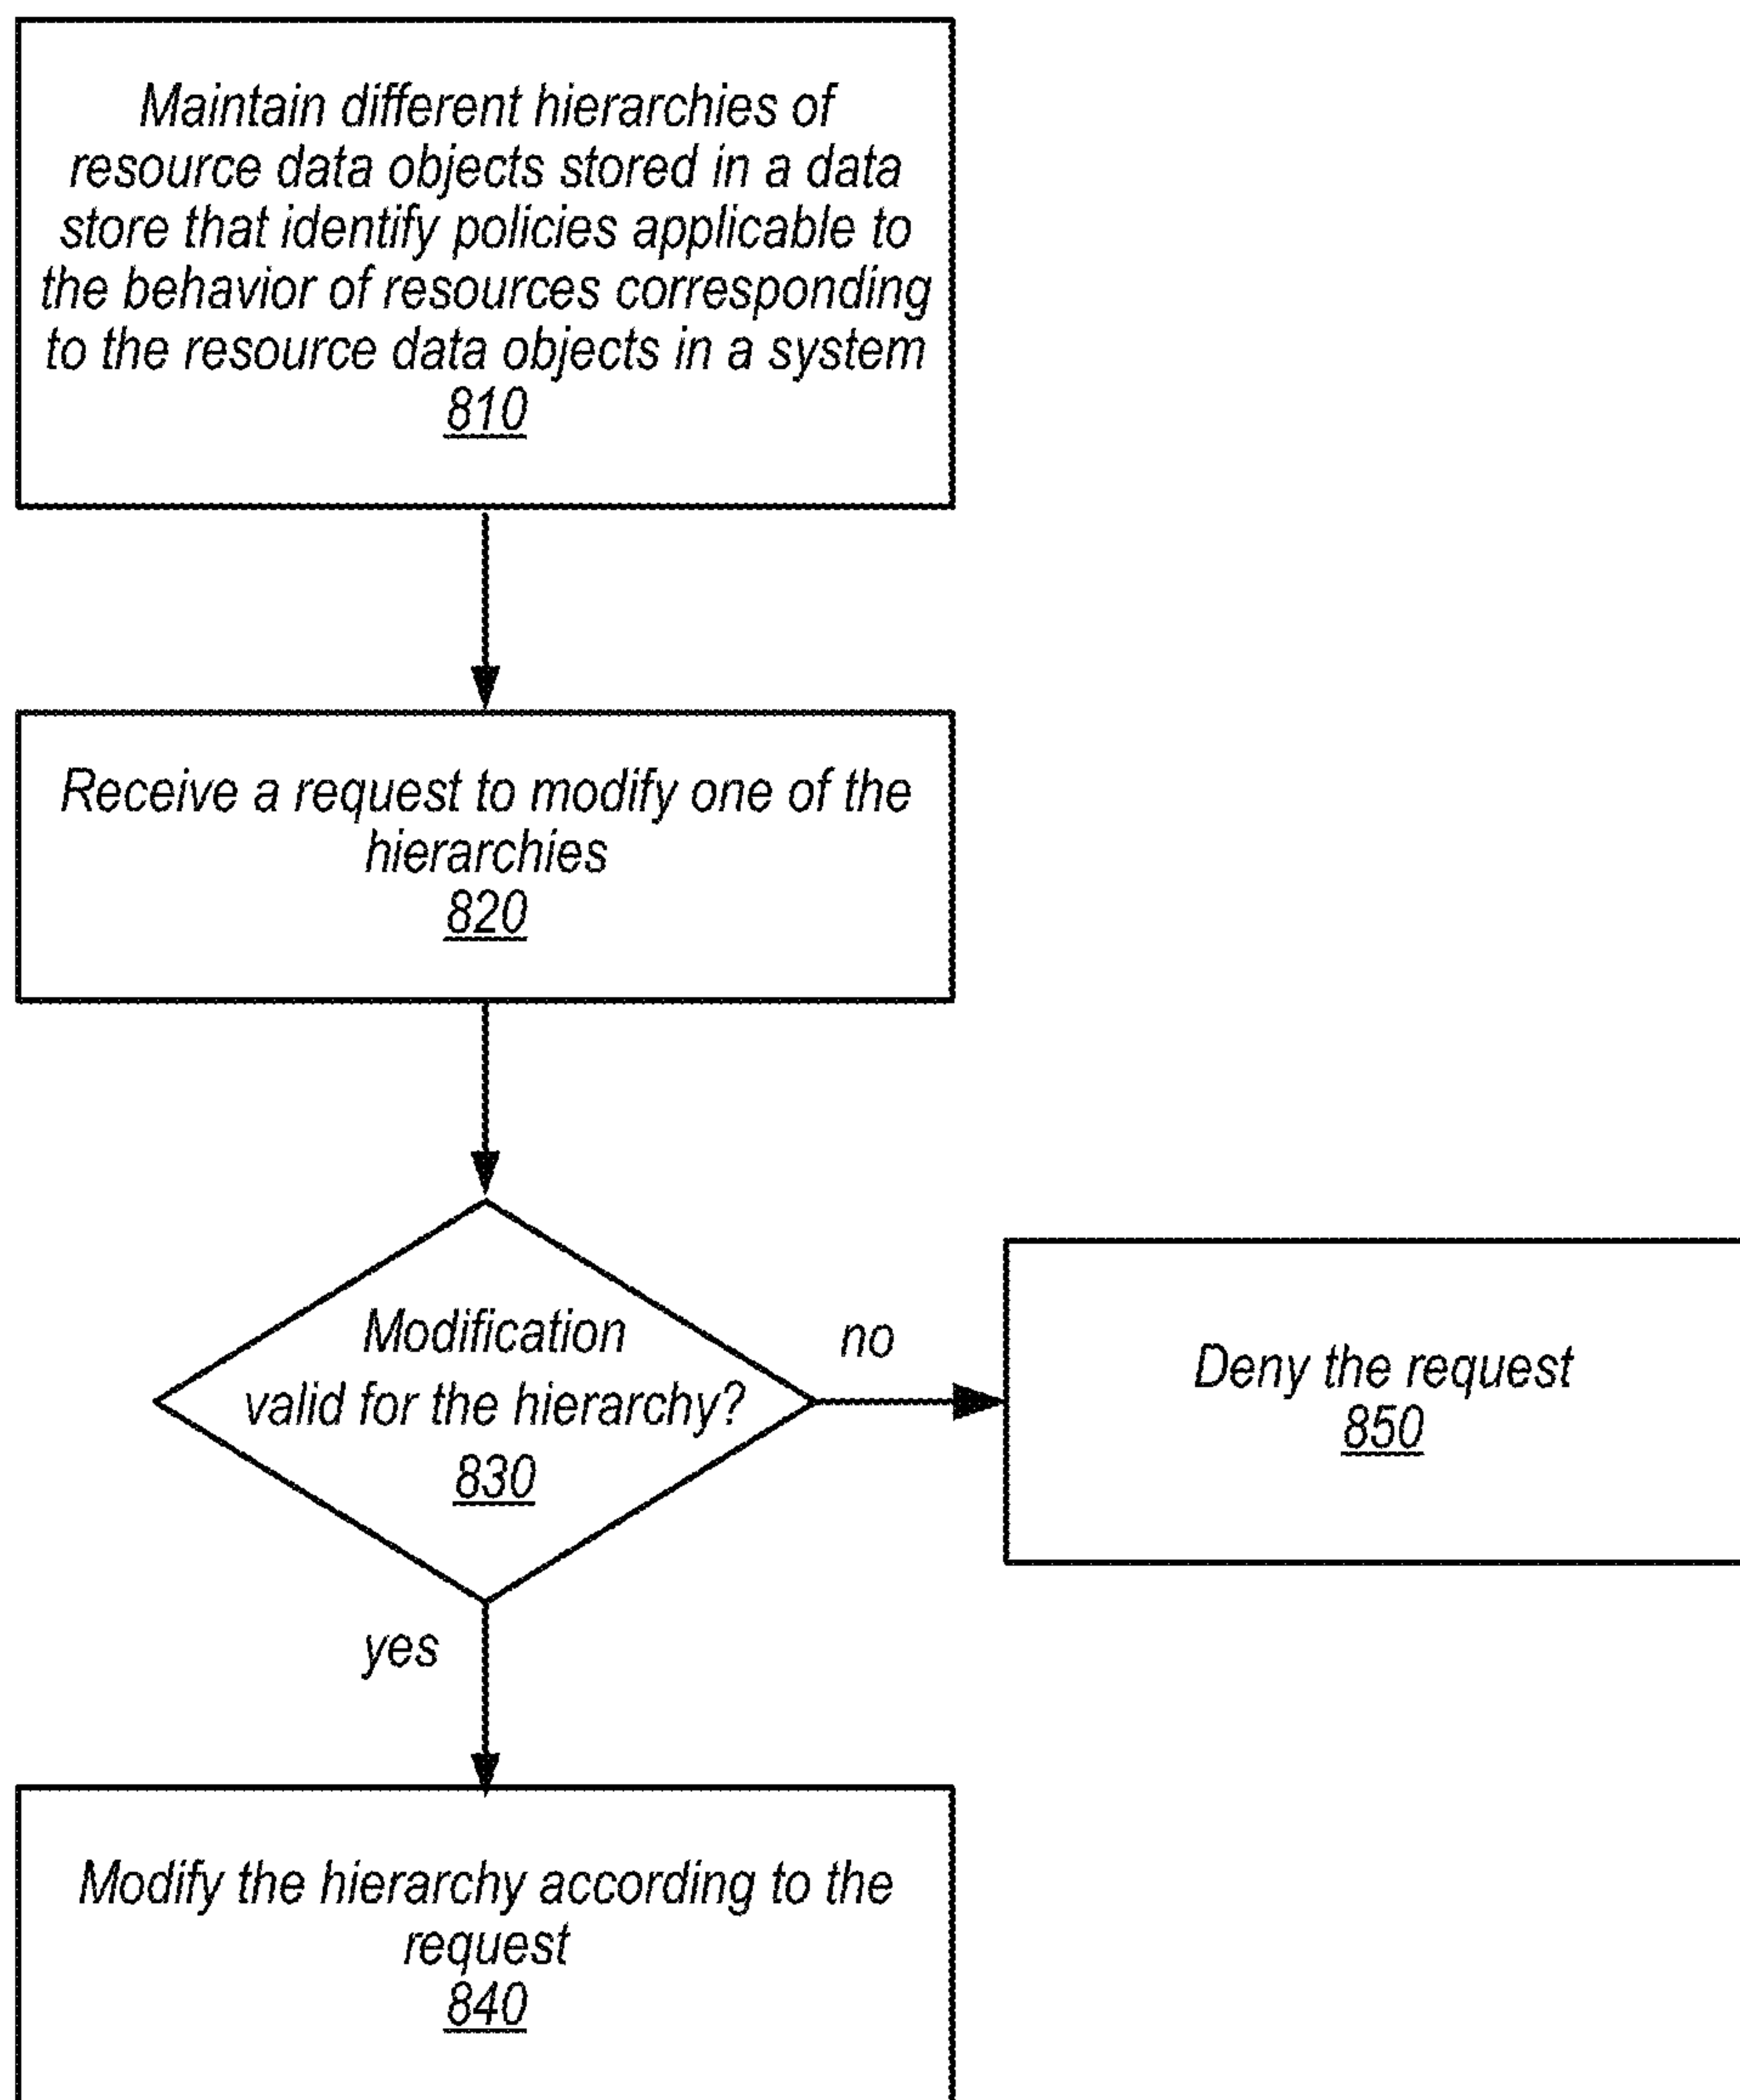 Maintain different hierarchies of
resource data objects stored in a data
store that identify policies applicable to
the behavior of resources corresponding
to the resource data objects in a system
810
Receive a request to modify one of the
hierarchies
820
Modification
valid for the hierarchy?
830
no
Deny the request
850
yes
Modify the hierarchy according to the
request
840